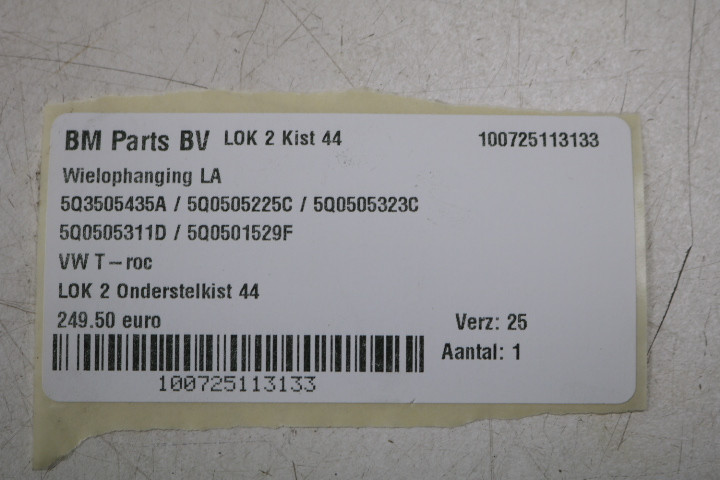 BM Parts BV LOK 2 Kist 44 100725113133
Wielophanging LA
5Q3505435A / 5Q0505225C / 5Q0505323C
5Q0505311D / 5Q0501529F
VW T-roc
LOK 2 Onderstelkist 44
249.50 euro Verz: 25
Aantal: 1
100725113133